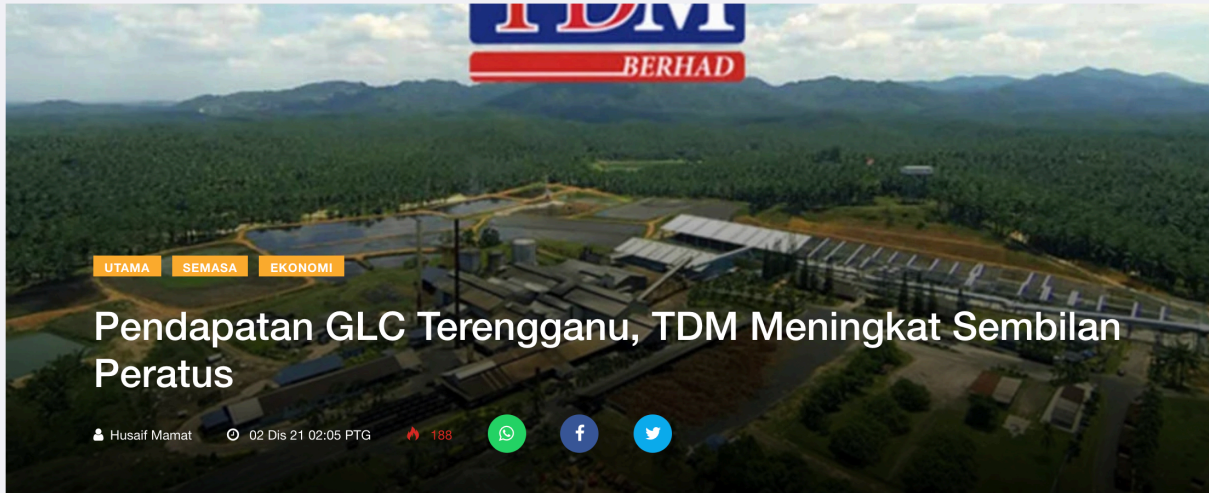 TDM
BERHAD
UTAMA SEMASA EKONOMI
Pendapatan GLC Terengganu, TDM Meningkat Sembilan
Peratus
Husaif Mamat 02 Dis 21 02:05 PTG 188